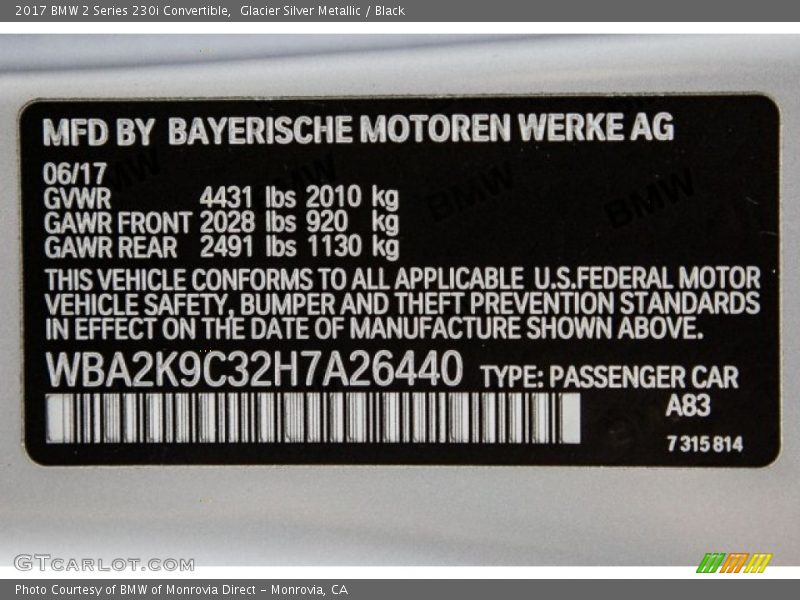 2017 BMW 2 Series 230i Convertible,  Glacier Silver Metallic / Black
MFD BY BAYERISCHE MOTOREN WERKE AG
06/17
GVWR 4431 lbs 2010 kg
GAWR FRONT 2028 lbs 920 kg
GAWR REAR 2491 lbs 1130 kg
THIS VEHICLE CONFORMS TO ALL APPLICABLE U.S.FEDERAL MOTOR
VEHICLE SAFETY, BUMPER AND THEFT PREVENTION STANDARDS
IN EFFECT ON THE DATE OF MANUFACTURE SHOWN ABOVE.
WBA2K9C32H7A26440 TYPE: PASSENGER CAR
A83
7 315 814
GTCARLOT.COM
Photo Courtesy of BMW of Monrovia Direct - Monrovia, CA